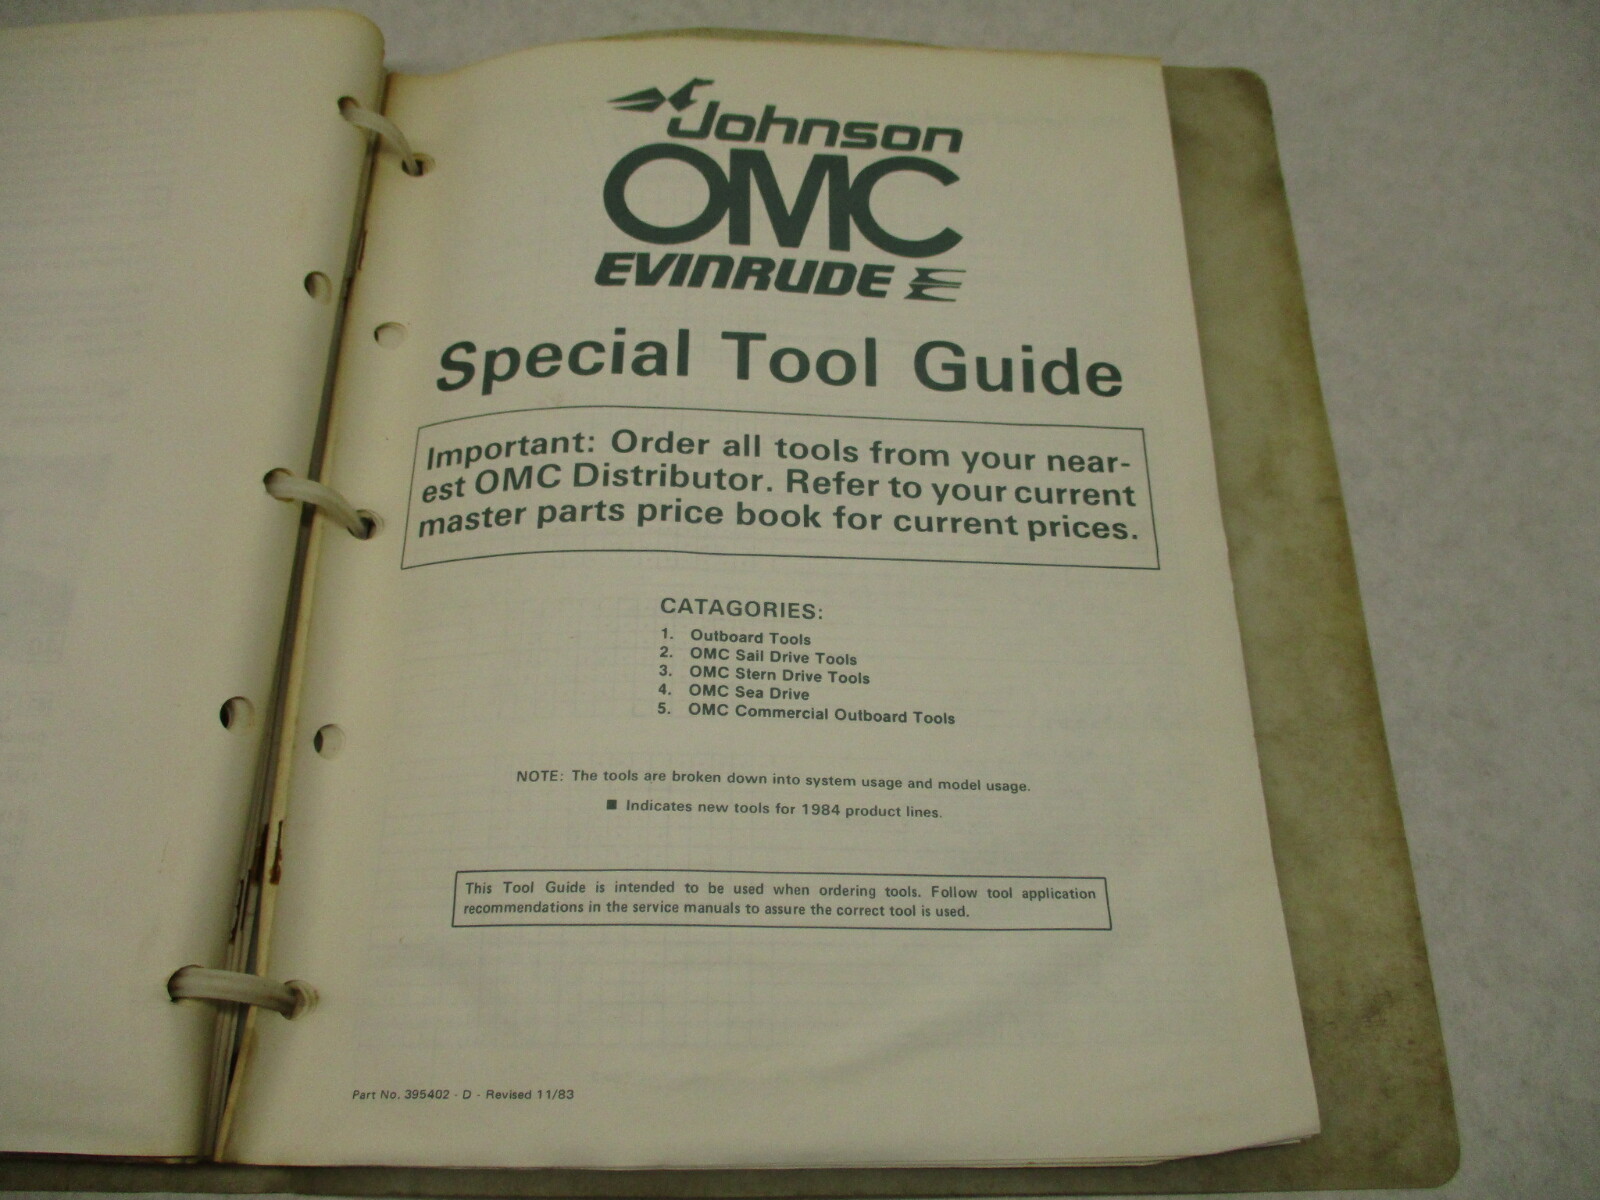 Johnson
OMC
EVINRUDE
Special Tool Guide
Important: Order all tools from your near-
est OMC Distributor. Refer to your current
master parts price book for current prices.
CATAGORIES:
1. Outboard Tools
2. OMC Sail Drive Tools
3. OMC Stern Drive Tools
4. OMC Sea Drive
5. OMC Commercial Outboard Tools
NOTE: The tools are broken down into system usage and model usage.
■ Indicates new tools for 1984 product lines.
This Tool Guide is intended to be used when ordering tools. Follow tool application
recommendations in the service manuals to assure the correct tool is used.
Part No. 395402 - D - Revised 11/83